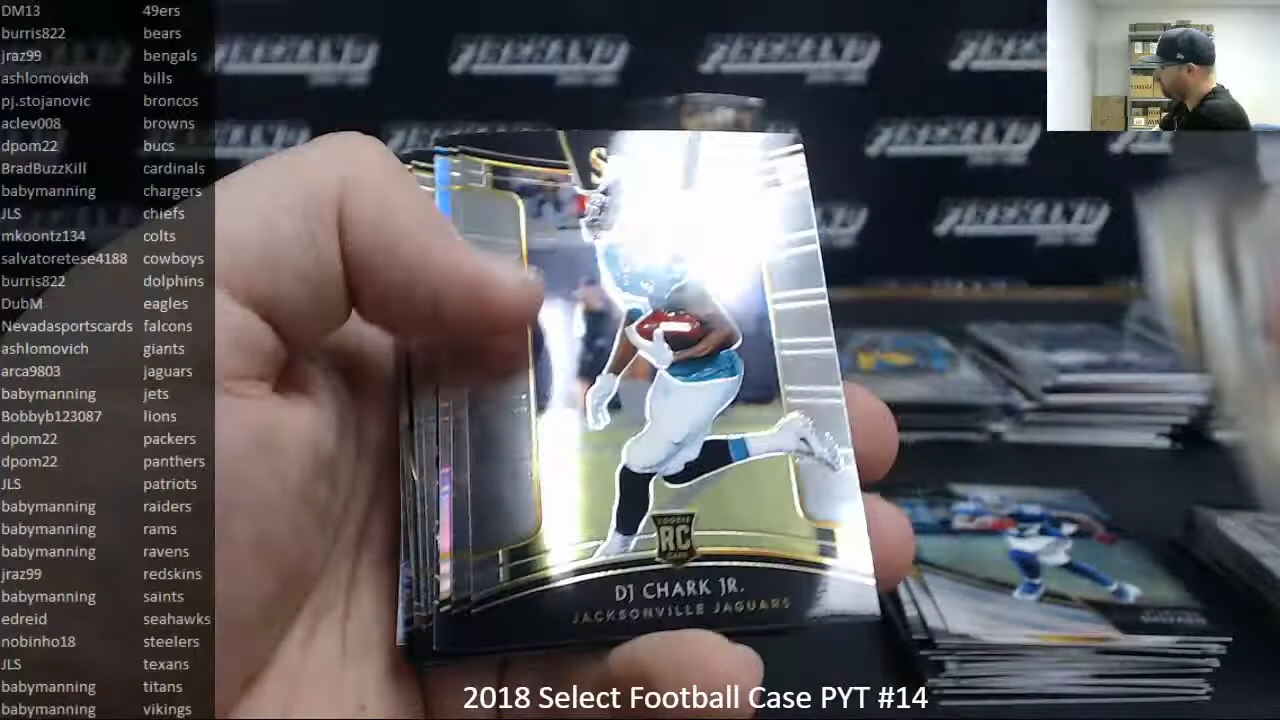 DM13 49ers
burris822 bears
jraz99 bengals
ashlomovich bills
pj.stojanovic broncos
aclev008 browns
dpom22 bucs
BradBuzzKill cardinals
babymanning chargers
JLS chiefs
mkoontz134 colts
salvatoretese4188 cowboys
burris822 dolphins
DubM eagles
Nevadasportscards falcons
ashlomovich giants
arca9803 jaguars
babymanning jets
Bobbyb123087 lions
dpom22 packers
dpom22 panthers
JLS patriots
babymanning raiders
babymanning rams
babymanning ravens
jraz99 redskins
babymanning saints
edreid seahawks
nobinho18 steelers
JLS texans
babymanning titans
babymanning vikings
ROOKIE
RC
CARD
DJ CHARK JR.
JACKSONVILLE JAGUARS
2018 Select Football Case PYT #14